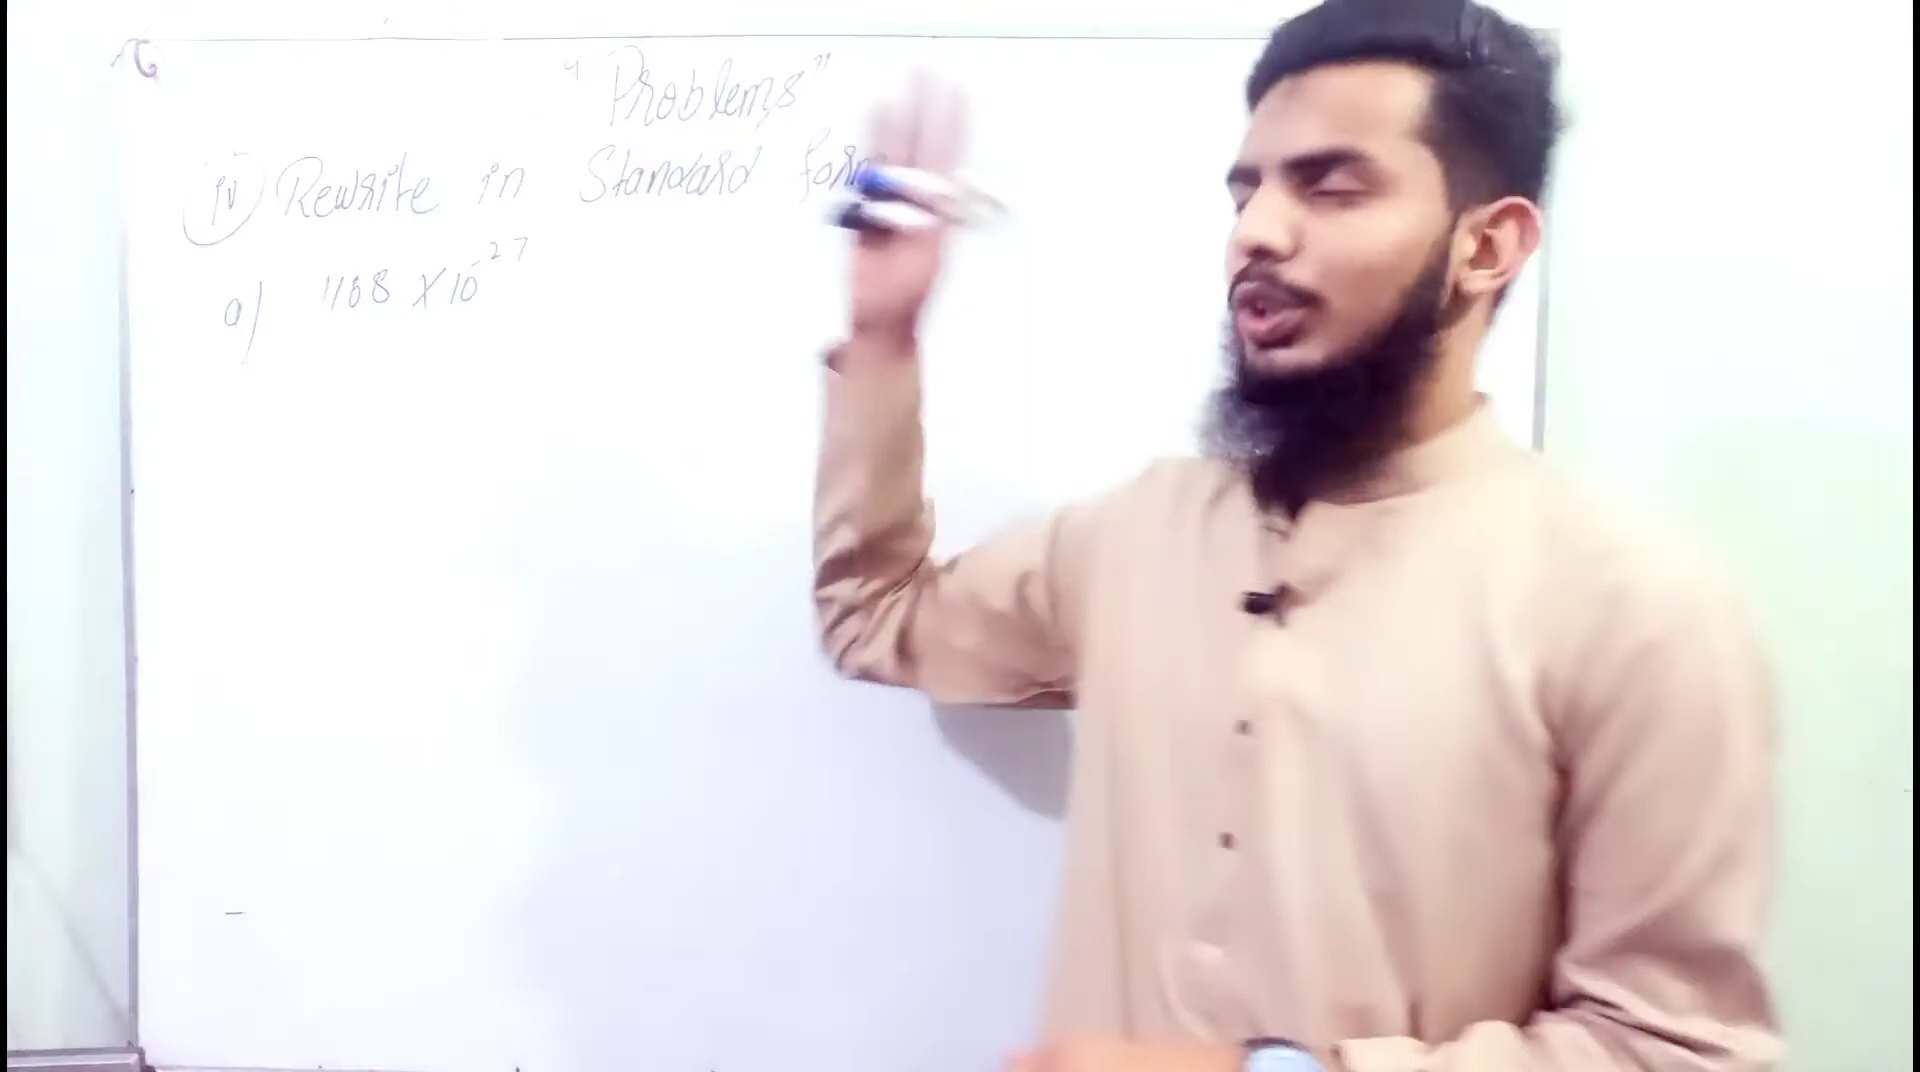 "Problems"
iv Rewrite in Standard form
a) 1168 × 10⁻²⁷